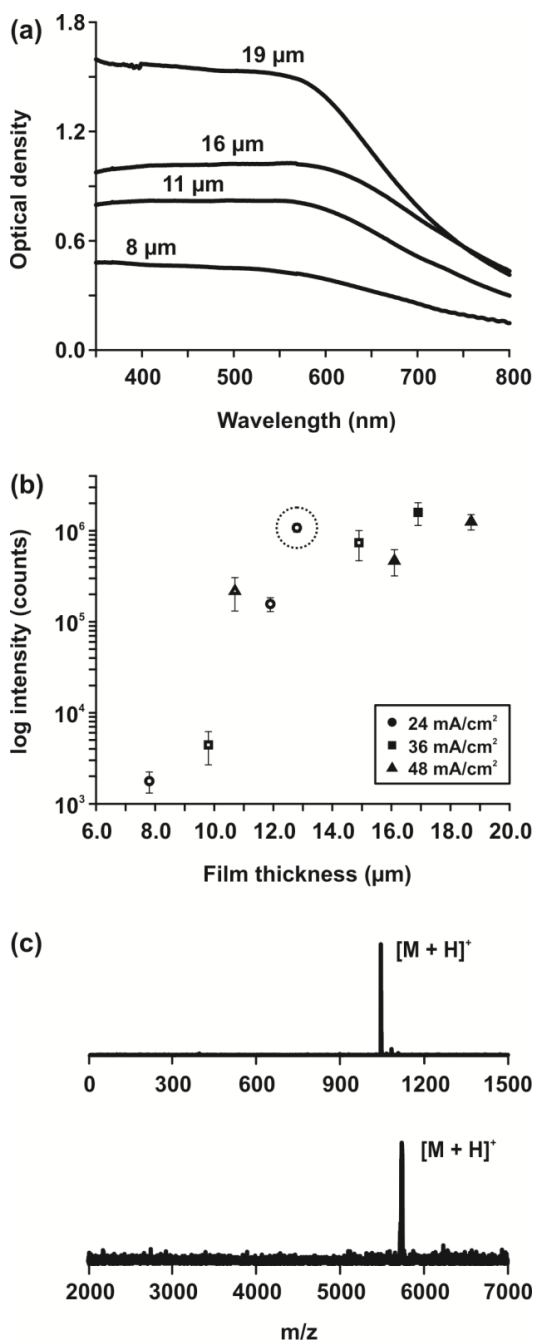 (a)
1.8
1.2
0.6
0.0
Optical density
19 µm
16 µm
11 µm
8 µm
400 500 600 700 800
Wavelength (nm)
(b)
10⁶
10⁵
10⁴
10³
log intensity (counts)
24 mA/cm²
36 mA/cm²
48 mA/cm²
6.0 8.0 10.0 12.0 14.0 16.0 18.0 20.0
Film thickness (µm)
(c)
[M + H]⁺
0 300 600 900 1200 1500
[M + H]⁺
2000 3000 4000 5000 6000 7000
m/z